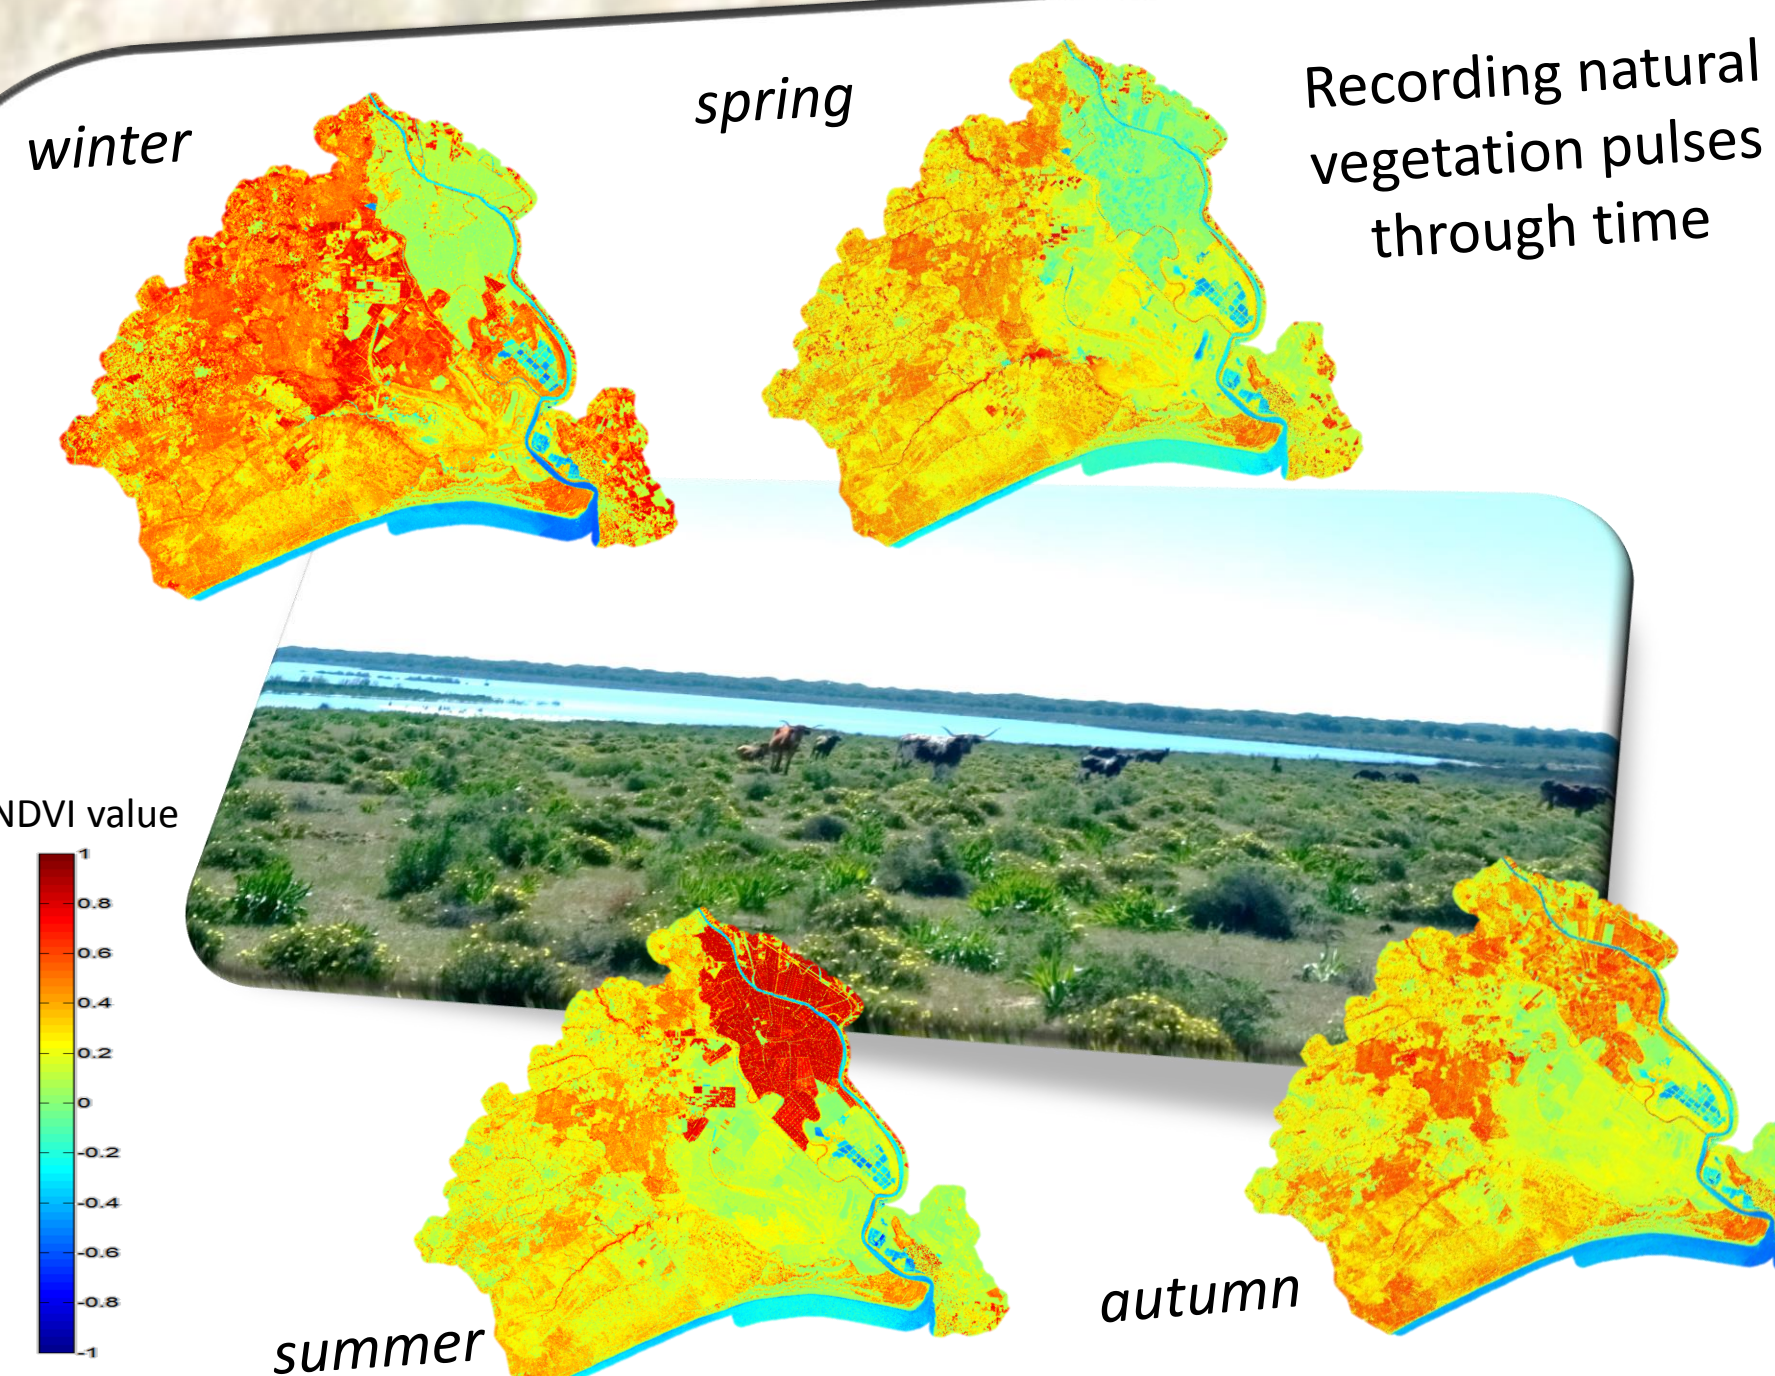 winter
spring
Recording natural
vegetation pulses
through time
NDVI value
1
0.8
0.6
0.4
0.2
0
-0.2
-0.4
-0.6
-0.8
-1
summer
autumn